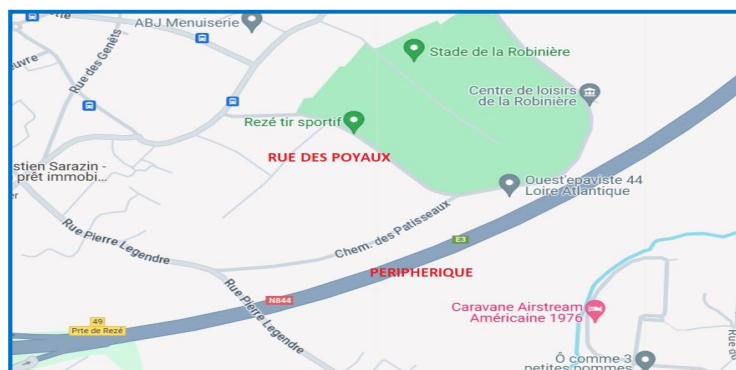 ABJ Menuiserie
Stade de la Robinière
Rue des Genêts
Centre de loisirs
de la Robinière
Rezé tir sportif
RUE DES POYAUX
stien Sarazin -
prêt immobi...
Ouest'epaviste 44
Loire Atlantique
Rue Pierre Legendre
Chem. des Patisseaux
E3
PERIPHERIQUE
Rue Pierre Legendre
N844
Caravane Airstream
Américaine 1976
49
Prte de Rezé
Ô comme 3
petites pommes
Rue d